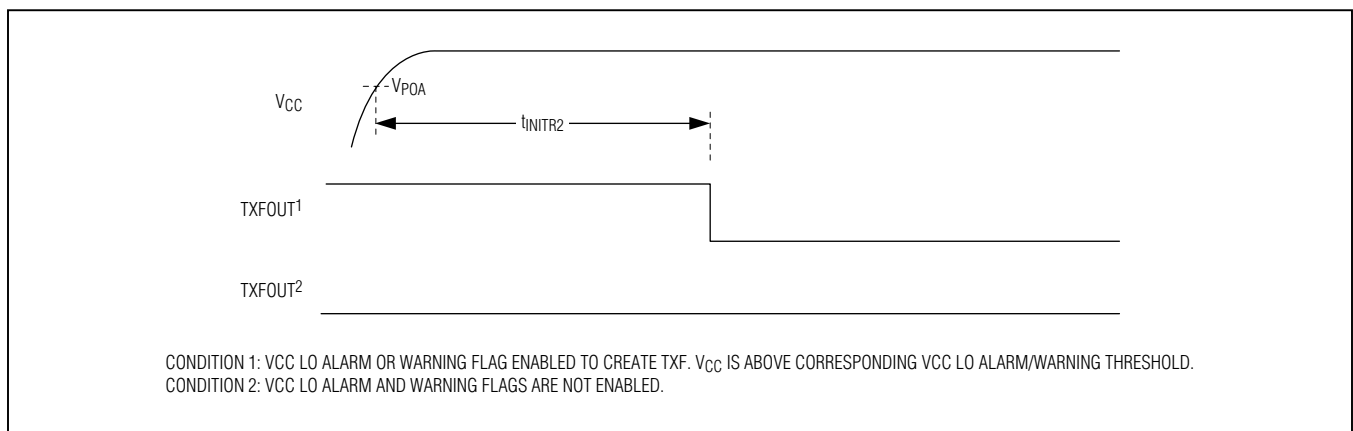 VCC
VPOA
tINITR2
TXFOUT1
TXFOUT2
CONDITION 1: VCC LO ALARM OR WARNING FLAG ENABLED TO CREATE TXF. VCC IS ABOVE CORRESPONDING VCC LO ALARM/WARNING THRESHOLD.
CONDITION 2: VCC LO ALARM AND WARNING FLAGS ARE NOT ENABLED.